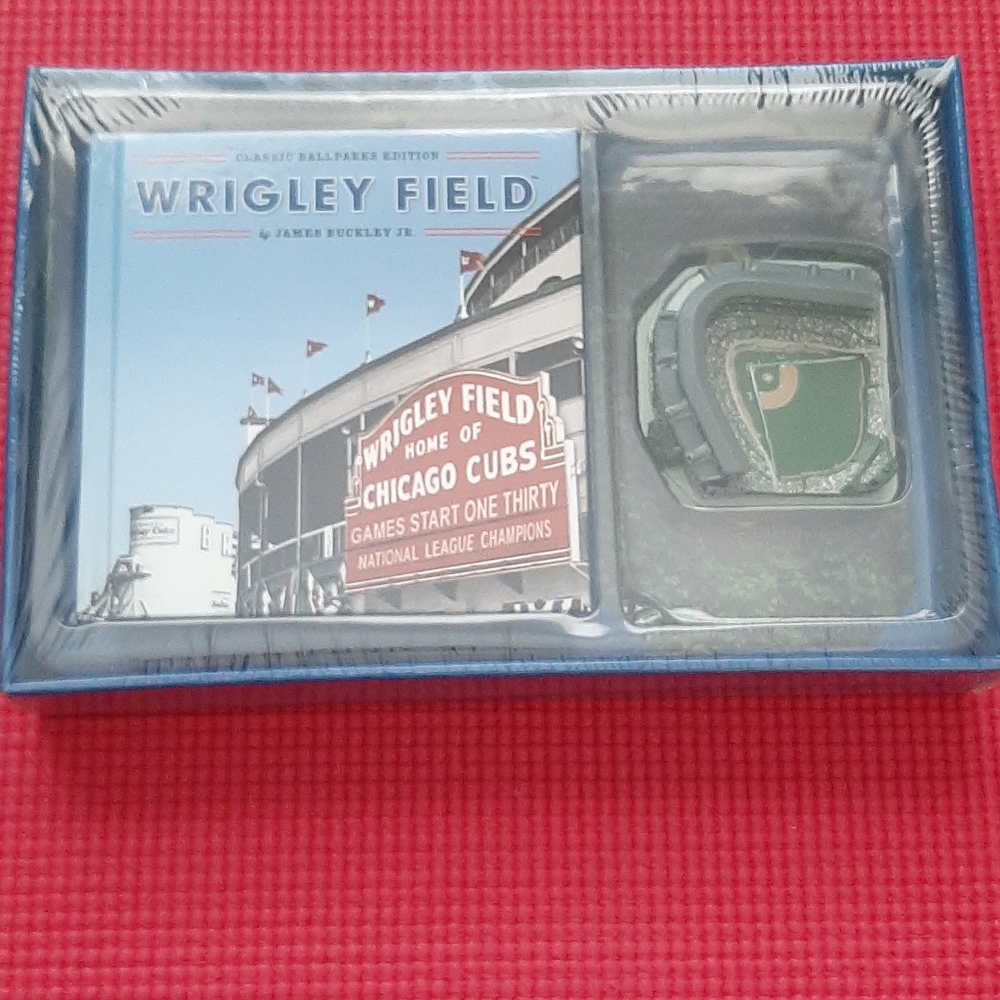 CLASSIC BALLPARKS EDITION
WRIGLEY FIELD™
by JAMES BUCKLEY JR.
WRIGLEY FIELD
HOME OF
CHICAGO CUBS
GAMES START ONE THIRTY
NATIONAL LEAGUE CHAMPIONS